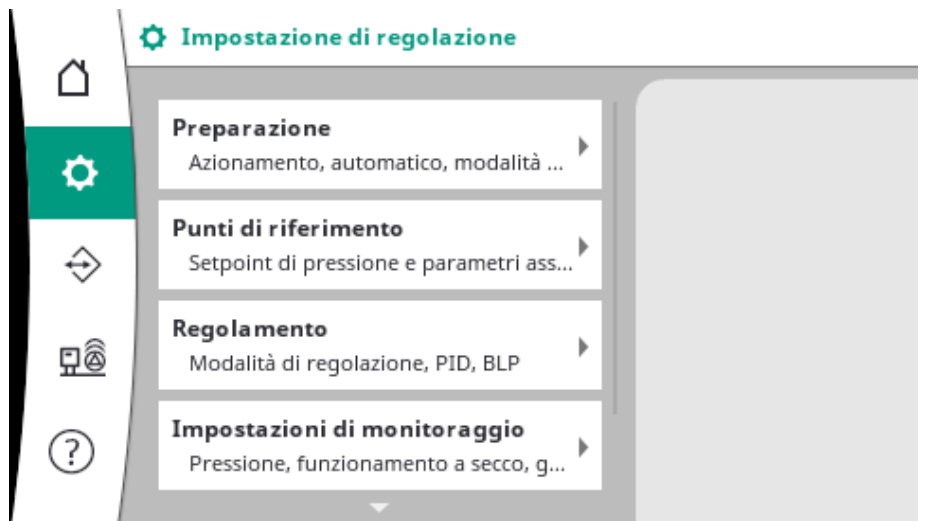 Impostazione di regolazione
Preparazione
Azionamento, automatico, modalità ...
Punti di riferimento
Setpoint di pressione e parametri ass...
Regolamento
Modalità di regolazione, PID, BLP
Impostazioni di monitoraggio
Pressione, funzionamento a secco, g...
?